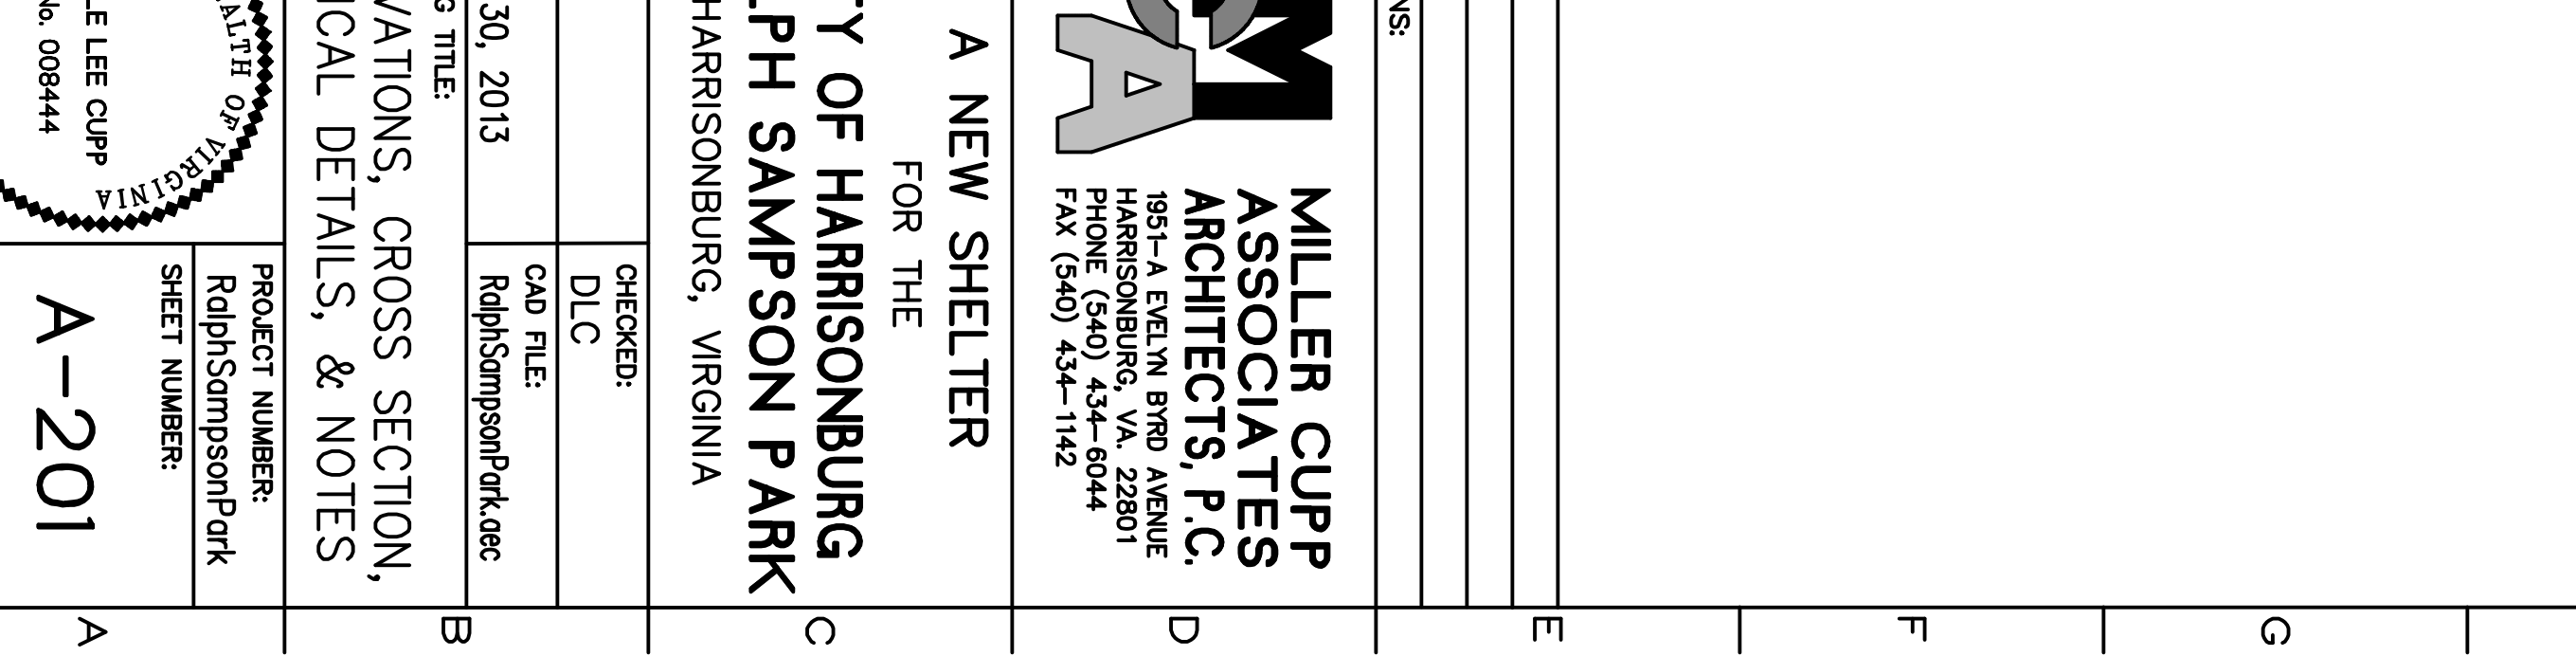 G
F
E
D
C
B
A
NS:
MA
MILLER CUPP
ASSOCIATES
ARCHITECTS, P.C.
1951-A EVELYN BYRD AVENUE
HARRISONBURG, VA. 22801
PHONE (540) 434-6044
FAX (540) 434-1142
A NEW SHELTER
FOR THE
TY OF HARRISONBURG
LPH SAMPSON PARK
HARRISONBURG, VIRGINIA
CHECKED:
DLC
CAD FILE:
30, 2013
RalphSampsonPark.aec
G TITLE:
VATIONS, CROSS SECTION,
ICAL DETAILS, & NOTES
ALTH OF VIRGINIA
LE LEE CUPP
No. 008444
PROJECT NUMBER:
RalphSampsonPark
SHEET NUMBER:
A-201